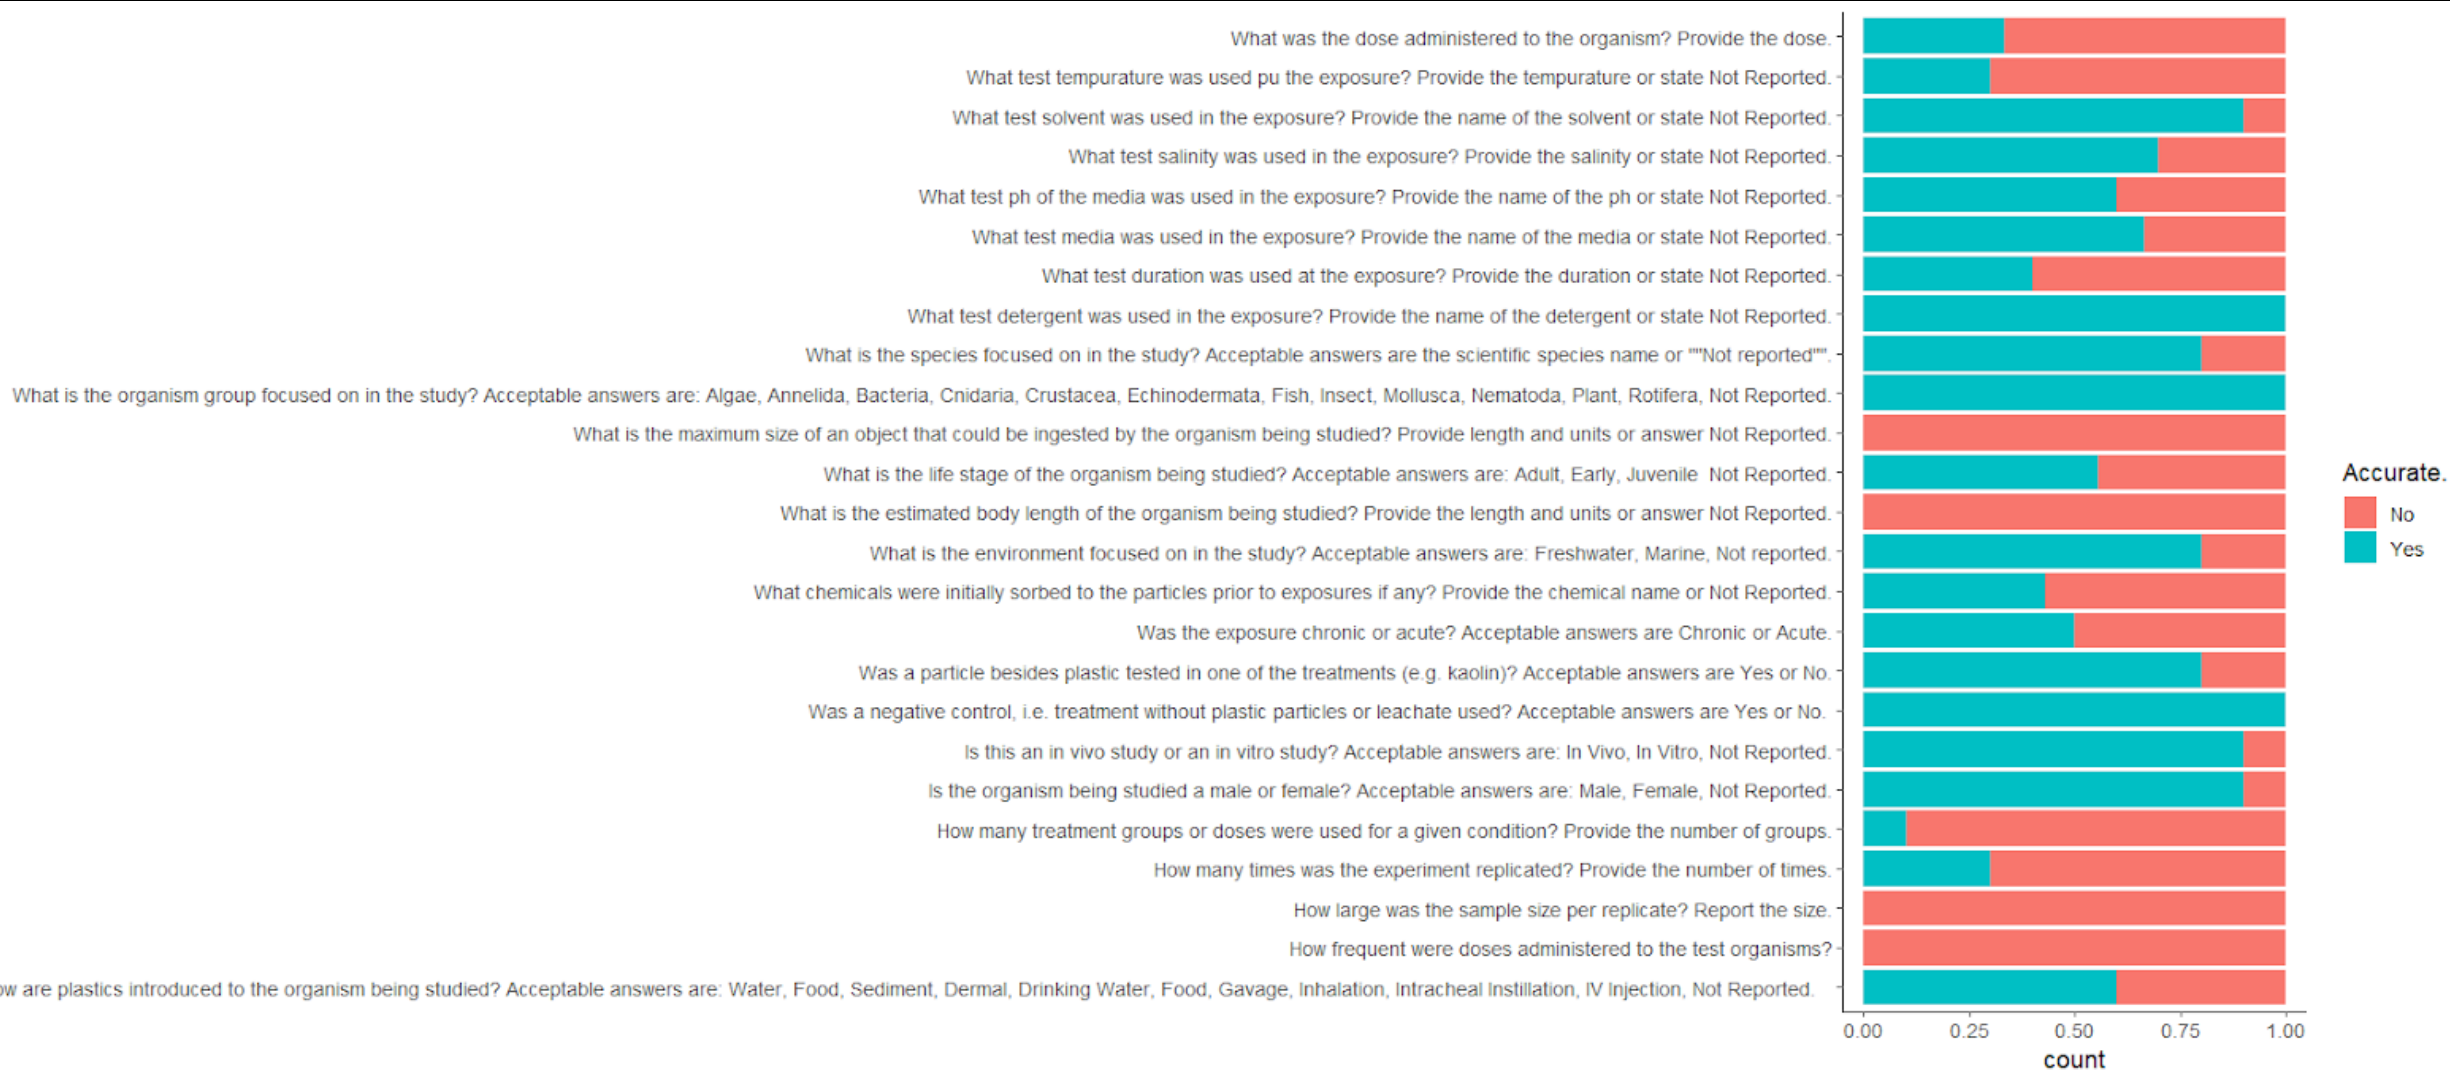 What was the dose administered to the organism? Provide the dose.
What test tempurature was used pu the exposure? Provide the tempurature or state Not Reported.
What test solvent was used in the exposure? Provide the name of the solvent or state Not Reported.
What test salinity was used in the exposure? Provide the salinity or state Not Reported.
What test ph of the media was used in the exposure? Provide the name of the ph or state Not Reported.
What test media was used in the exposure? Provide the name of the media or state Not Reported.
What test duration was used at the exposure? Provide the duration or state Not Reported.
What test detergent was used in the exposure? Provide the name of the detergent or state Not Reported.
What is the species focused on in the study? Acceptable answers are the scientific species name or ""Not reported"".
What is the organism group focused on in the study? Acceptable answers are: Algae, Annelida, Bacteria, Cnidaria, Crustacea, Echinodermata, Fish, Insect, Mollusca, Nematoda, Plant, Rotifera, Not Reported.
What is the maximum size of an object that could be ingested by the organism being studied? Provide length and units or answer Not Reported.
What is the life stage of the organism being studied? Acceptable answers are: Adult, Early, Juvenile  Not Reported.
What is the estimated body length of the organism being studied? Provide the length and units or answer Not Reported.
What is the environment focused on in the study? Acceptable answers are: Freshwater, Marine, Not reported.
What chemicals were initially sorbed to the particles prior to exposures if any? Provide the chemical name or Not Reported.
Was the exposure chronic or acute? Acceptable answers are Chronic or Acute.
Was a particle besides plastic tested in one of the treatments (e.g. kaolin)? Acceptable answers are Yes or No.
Was a negative control, i.e. treatment without plastic particles or leachate used? Acceptable answers are Yes or No.
Is this an in vivo study or an in vitro study? Acceptable answers are: In Vivo, In Vitro, Not Reported.
Is the organism being studied a male or female? Acceptable answers are: Male, Female, Not Reported.
How many treatment groups or doses were used for a given condition? Provide the number of groups.
How many times was the experiment replicated? Provide the number of times.
How large was the sample size per replicate? Report the size.
How frequent were doses administered to the test organisms?
ow are plastics introduced to the organism being studied? Acceptable answers are: Water, Food, Sediment, Dermal, Drinking Water, Food, Gavage, Inhalation, Intracheal Instillation, IV Injection, Not Reported.
0.00 0.25 0.50 0.75 1.00
count
Accurate.
No
Yes